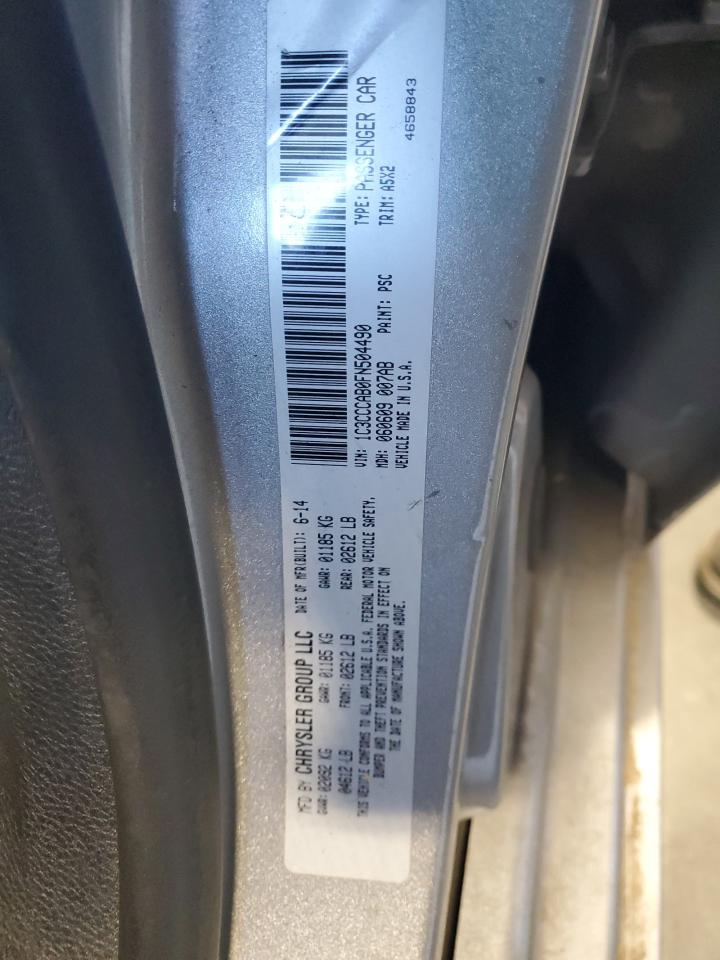 MFD BY CHRYSLER GROUP LLC DATE OF MFR(BUILT): 6-14
GVWR: 02092 KG GAWR: 01185 KG GAWR: 01185 KG
04612 LB FRONT: 02612 LB REAR: 02612 LB
THIS VEHICLE CONFORMS TO ALL APPLICABLE U.S.A. FEDERAL MOTOR VEHICLE SAFETY,
BUMPER AND THEFT PREVENTION STANDARDS IN EFFECT ON
THE DATE OF MANUFACTURE SHOWN ABOVE.
VIN: 1C3CCCAB0FN504490 TYPE: PASSENGER CAR
MDH: 060609 007AB PAINT: PSC TRIM: A5X2
VEHICLE MADE IN U.S.A.
4658843